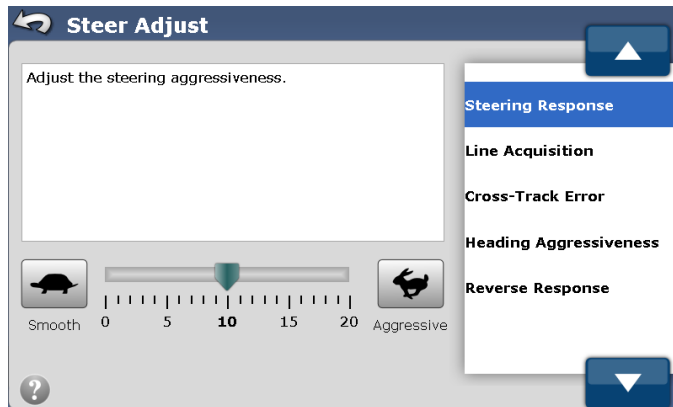 Steer Adjust
Adjust the steering aggressiveness.
Steering Response
Line Acquisition
Cross-Track Error
Heading Aggressiveness
Reverse Response
Smooth 0 5 10 15 20 Aggressive
?